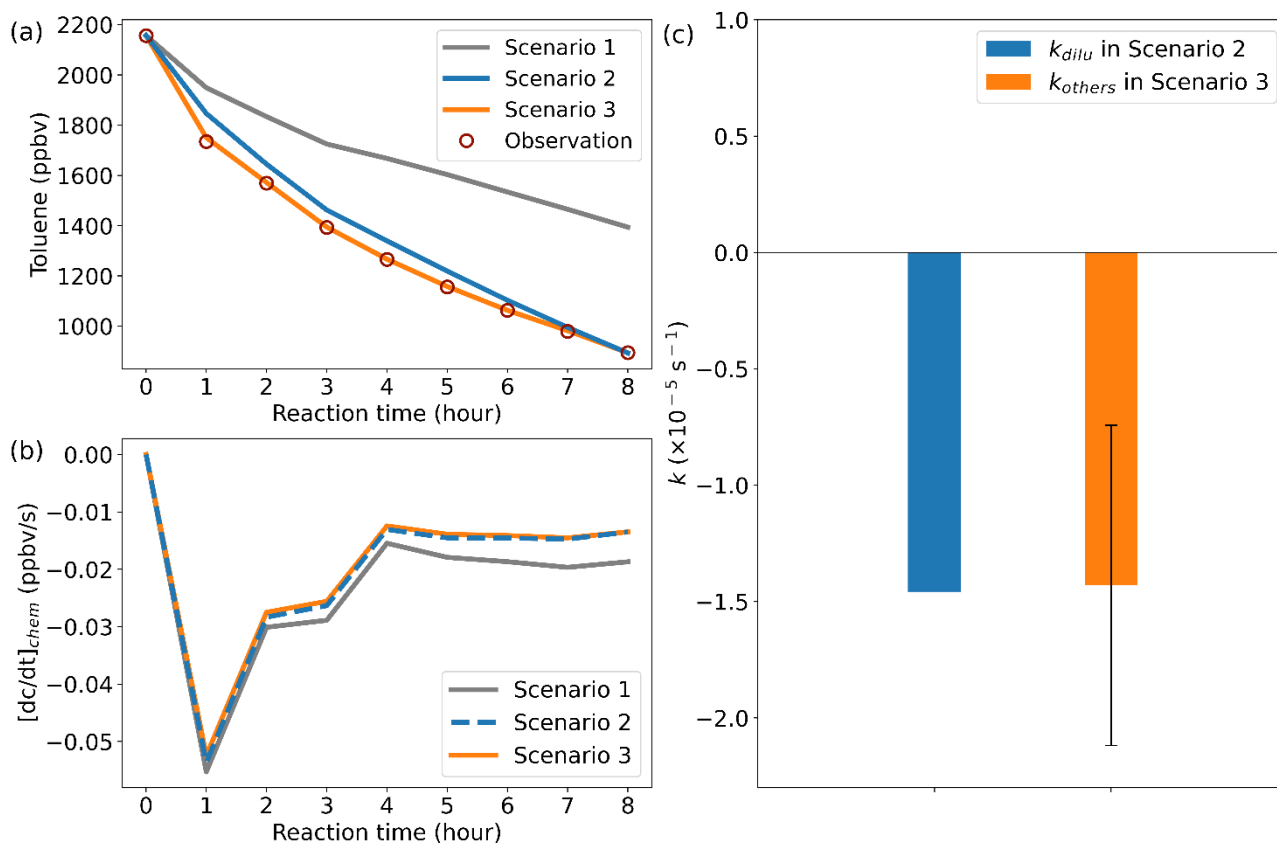 (a)
2200
2000
1800
1600
1400
1200
1000
Toluene (ppbv)
Scenario 1
Scenario 2
Scenario 3
Observation
0 1 2 3 4 5 6 7 8
Reaction time (hour)
(b)
0.00
−0.01
−0.02
−0.03
−0.04
−0.05
[dc/dt]chem (ppbv/s)
Scenario 1
Scenario 2
Scenario 3
0 1 2 3 4 5 6 7 8
Reaction time (hour)
(c)
1.0
0.5
0.0
−0.5
−1.0
−1.5
−2.0
k (×10⁻⁵ s⁻¹)
kdilu in Scenario 2
kothers in Scenario 3